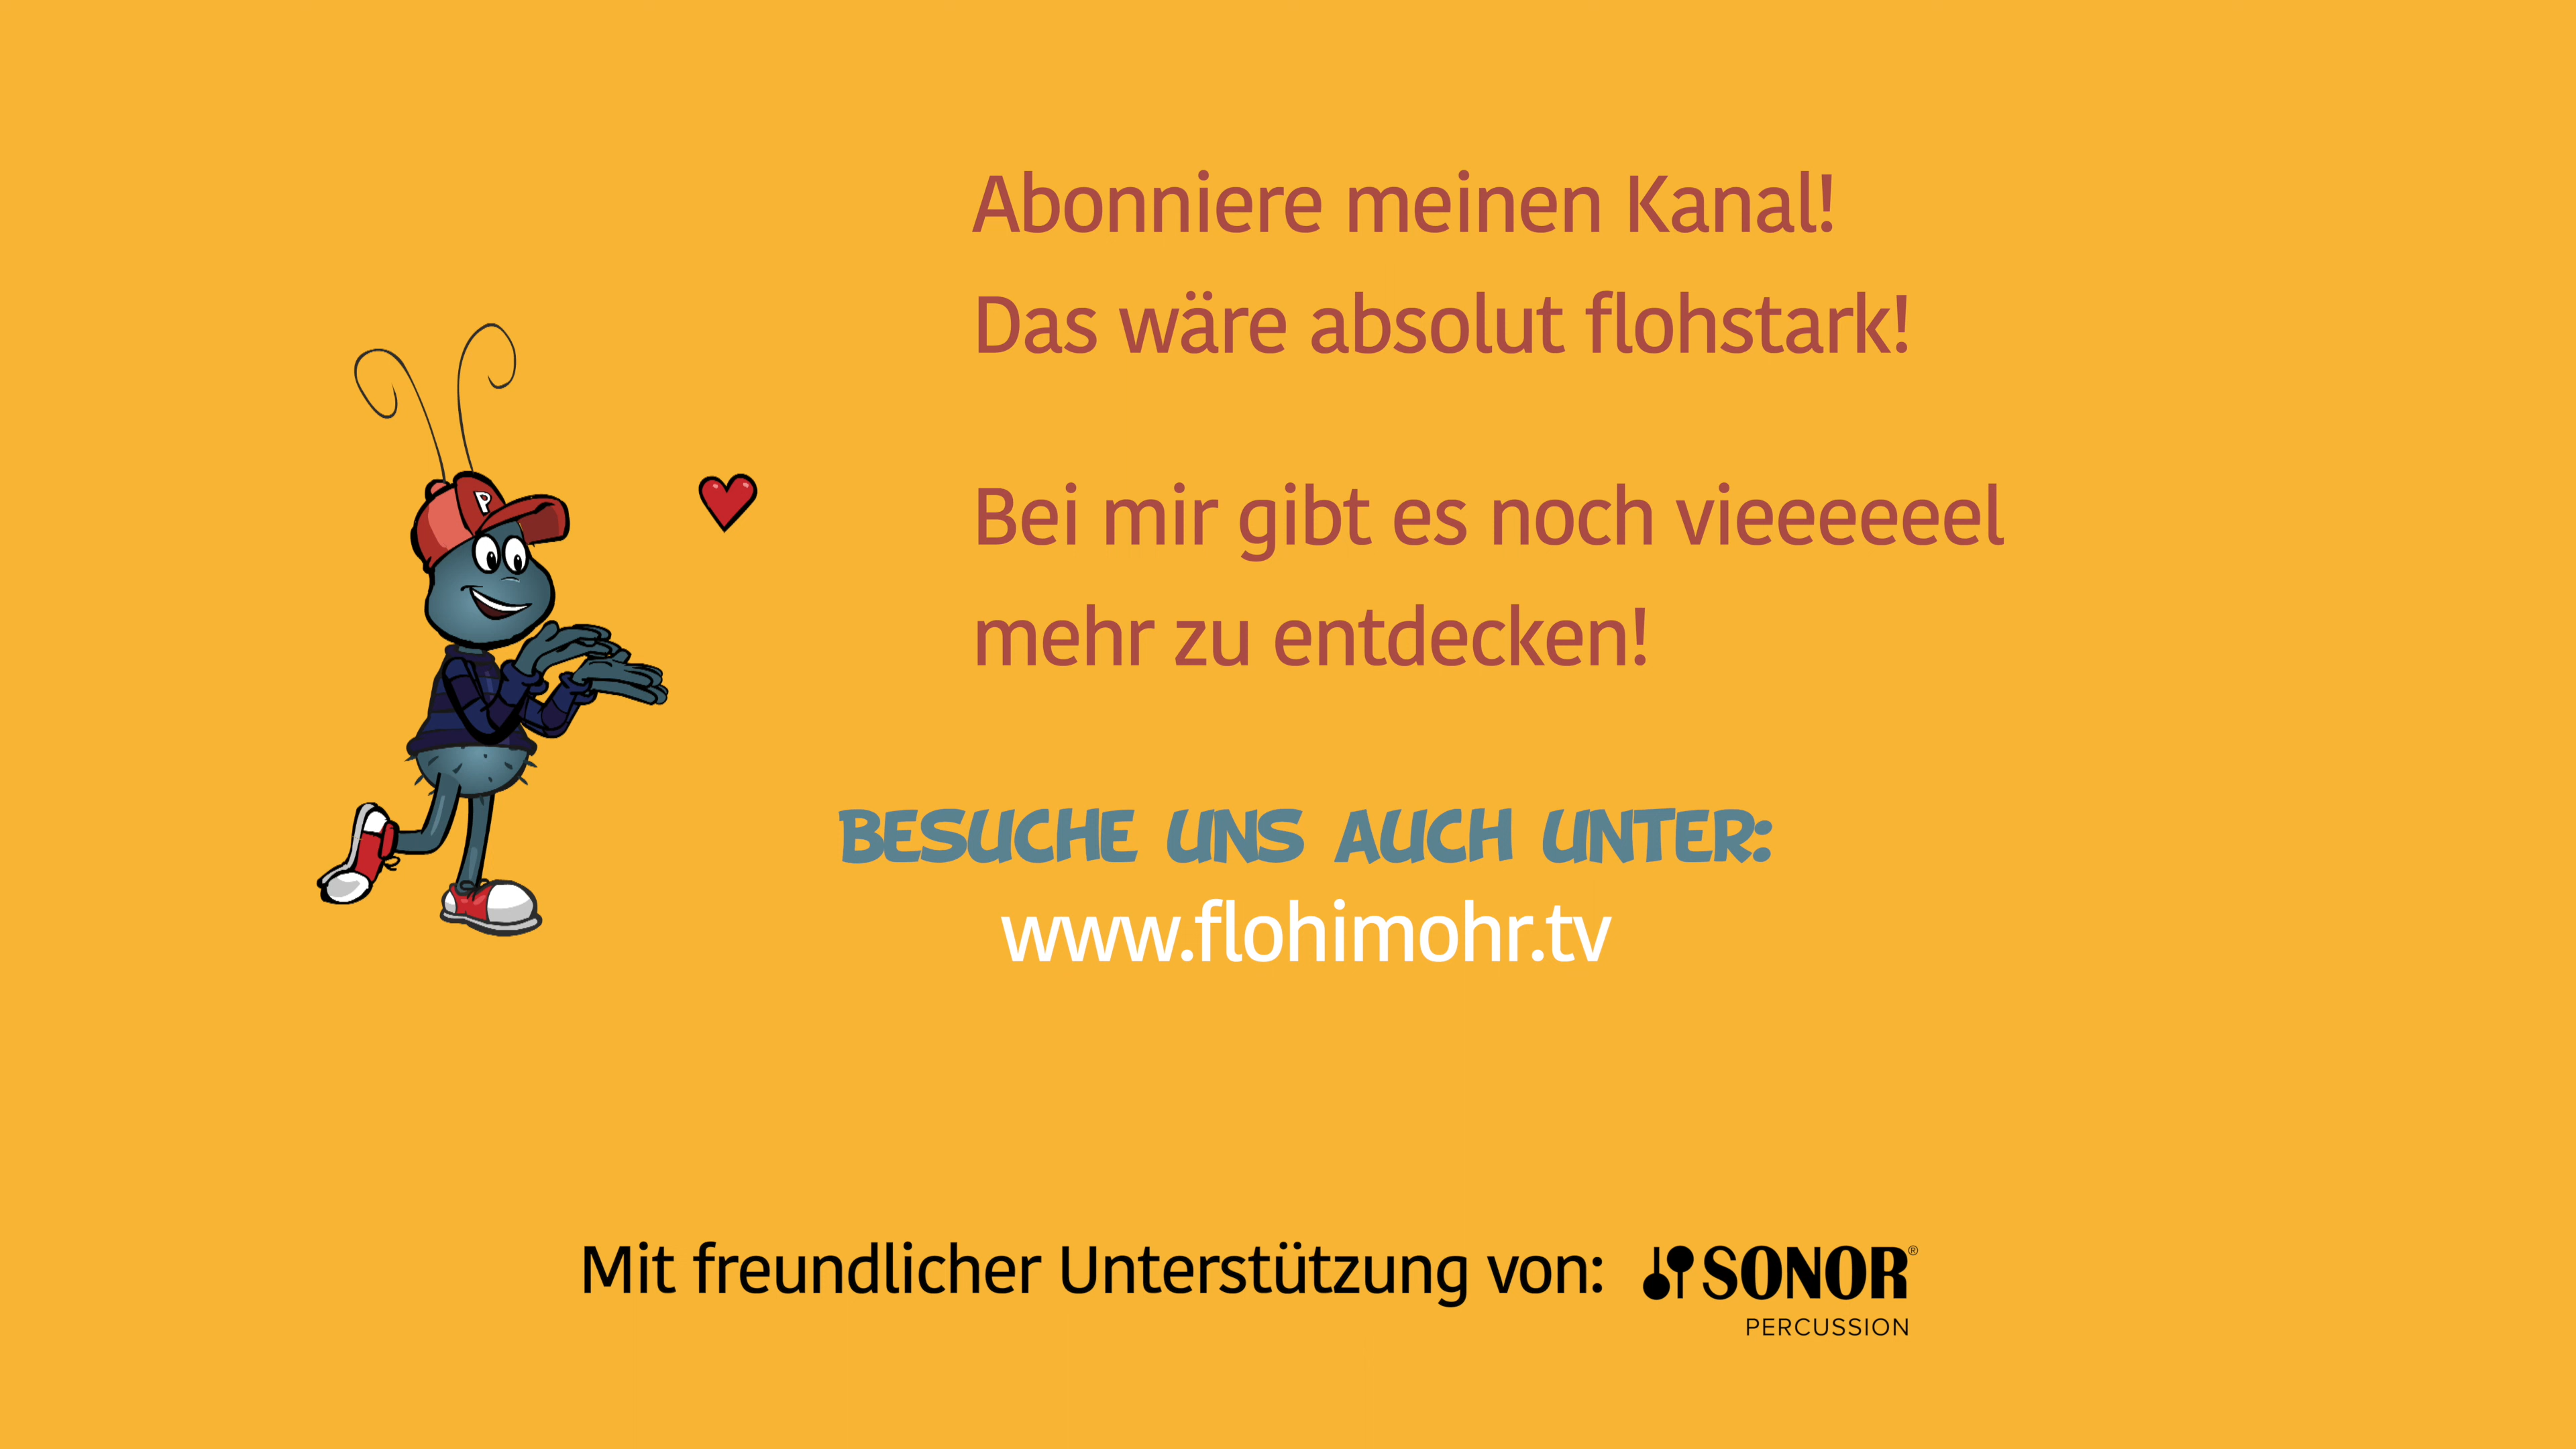 Abonniere meinen Kanal!
Das wäre absolut flohstark!
Bei mir gibt es noch vieeeeeeel
mehr zu entdecken!
P
BESUCHE UNS AUCH UNTER:
www.flohimohr.tv
Mit freundlicher Unterstützung von: SONOR®
PERCUSSION